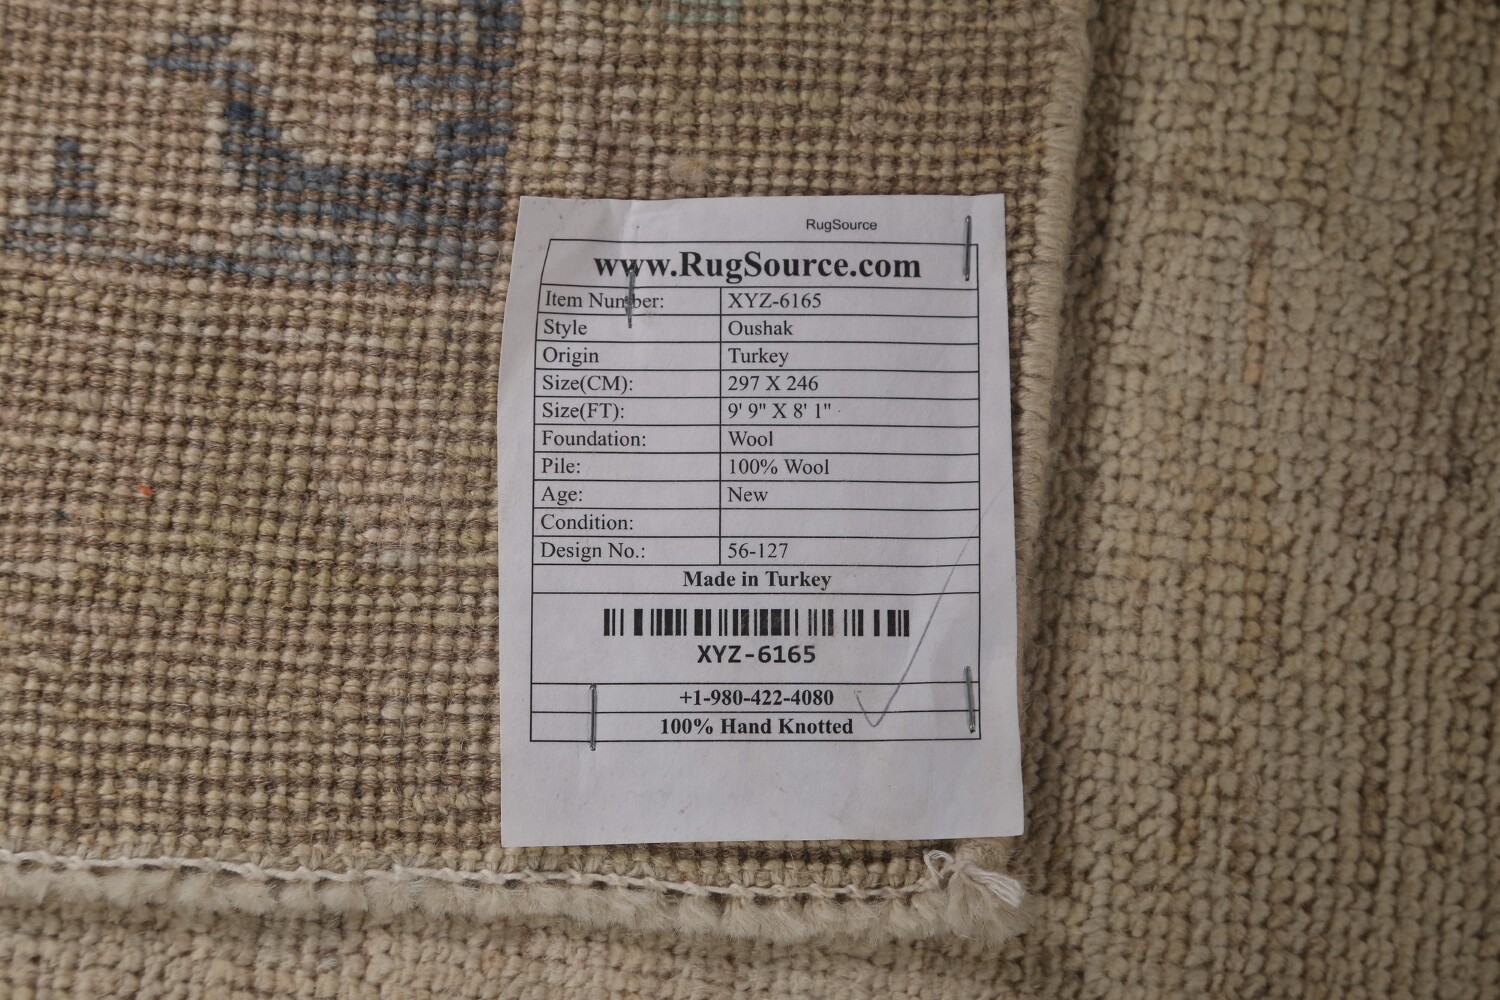 RugSource
www.RugSource.com
Item Number: XYZ-6165
Style Oushak
Origin Turkey
Size(CM): 297 X 246
Size(FT): 9' 9" X 8' 1"
Foundation: Wool
Pile: 100% Wool
Age: New
Condition:
Design No.: 56-127
Made in Turkey
XYZ-6165
+1-980-422-4080
100% Hand Knotted